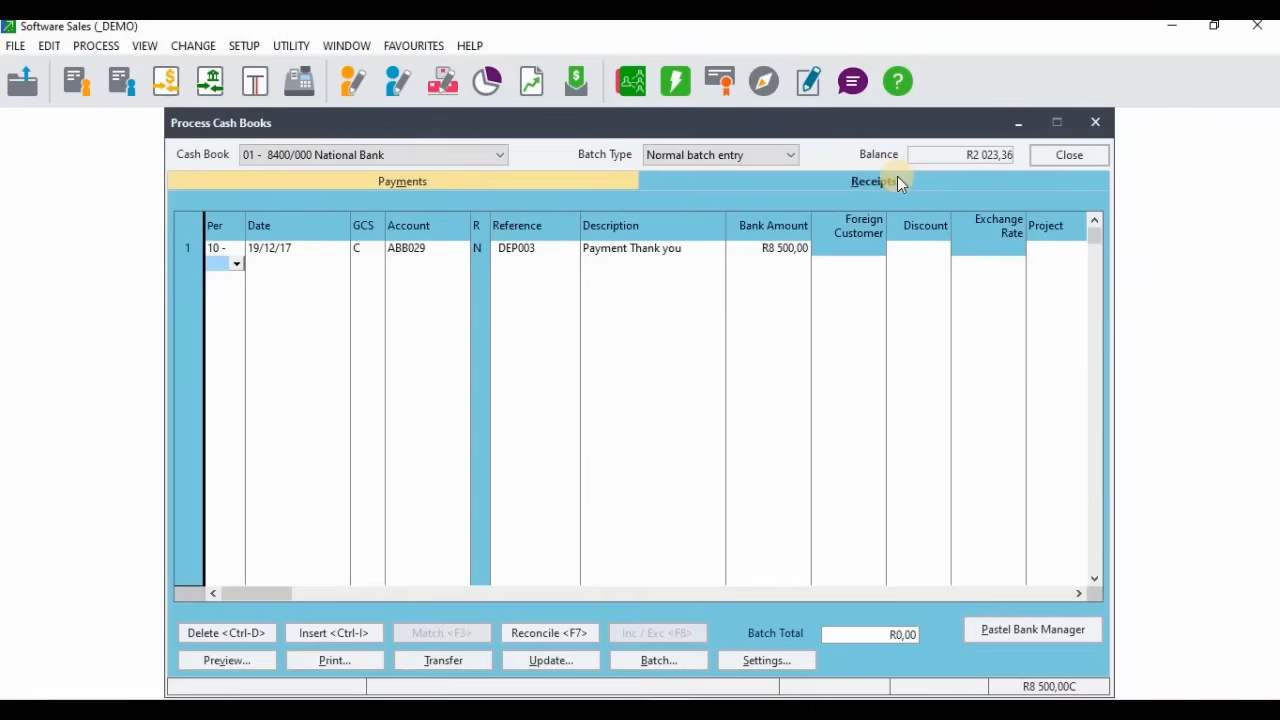 Software Sales (_DEMO)
FILE EDIT PROCESS VIEW CHANGE SETUP UTILITY WINDOW FAVOURITES HELP
Process Cash Books
Cash Book 01 - 8400/000 National Bank Batch Type Normal batch entry Balance R2 023,36 Close
Payments Receipts
Per Date GCS Account R Reference Description Bank Amount Foreign Customer Discount Exchange Rate Project
1 10 - 19/12/17 C ABB029 N DEP003 Payment Thank you R8 500,00
Delete <Ctrl-D> Insert <Ctrl-I> Match <F3> Reconcile <F7> Inc / Exc <F8> Batch Total R0,00 Pastel Bank Manager
Preview... Print... Transfer Update... Batch... Settings...
R8 500,00C